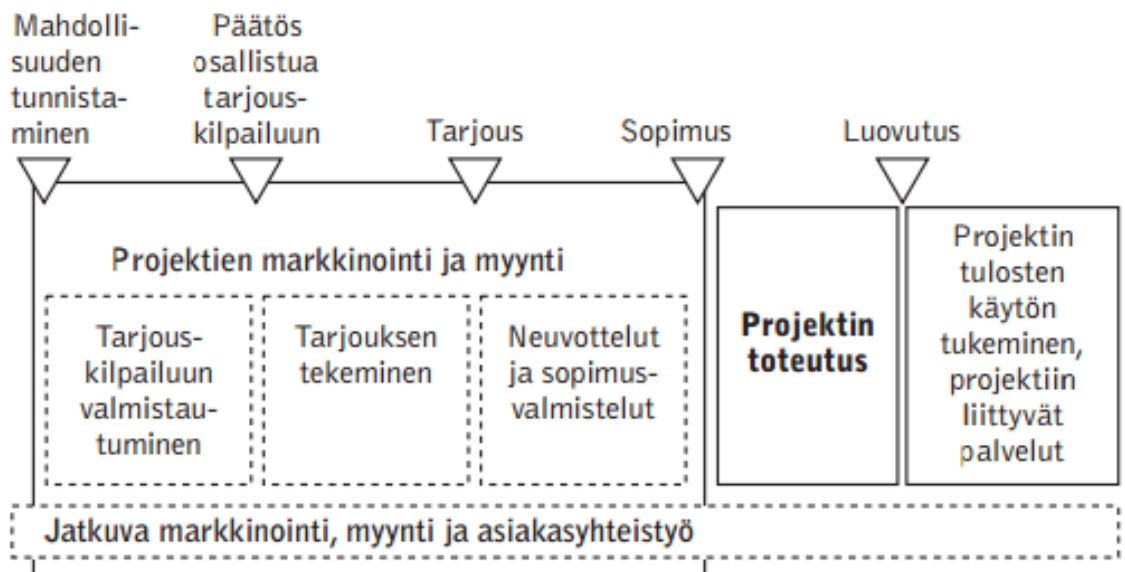 Mahdolli-
suuden
tunnista-
minen
Päätös
osallistua
tarjous-
kilpailuun
Tarjous
Sopimus
Luovutus
Projektien markkinointi ja myynti
Tarjous-
kilpailuun
valmistau-
tuminen
Tarjouksen
tekeminen
Neuvottelut
ja sopimus-
valmistelut
Projektin
toteutus
Projektin
tulosten
käytön
tukeminen,
projektiin
liittyvät
palvelut
Jatkuva markkinointi, myynti ja asiakasyhteistyö